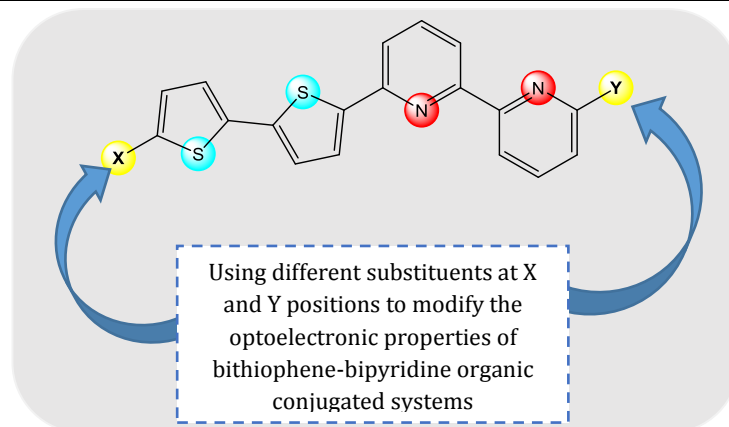 S
N
N
Y
X
S
Using different substituents at X
and Y positions to modify the
optoelectronic properties of
bithiophene-bipyridine organic
conjugated systems